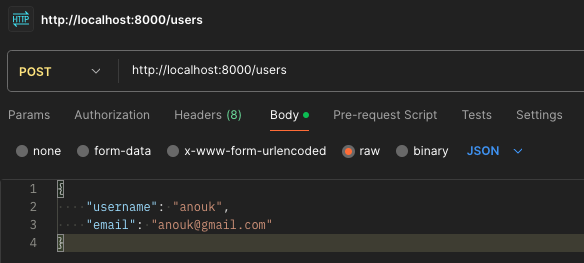 HTTP http://localhost:8000/users
POST http://localhost:8000/users
Params Authorization Headers (8) Body Pre-request Script Tests Settings
none form-data x-www-form-urlencoded raw binary JSON
1 {
2 "username": "anouk",
3 "email": "anouk@gmail.com"
4 }